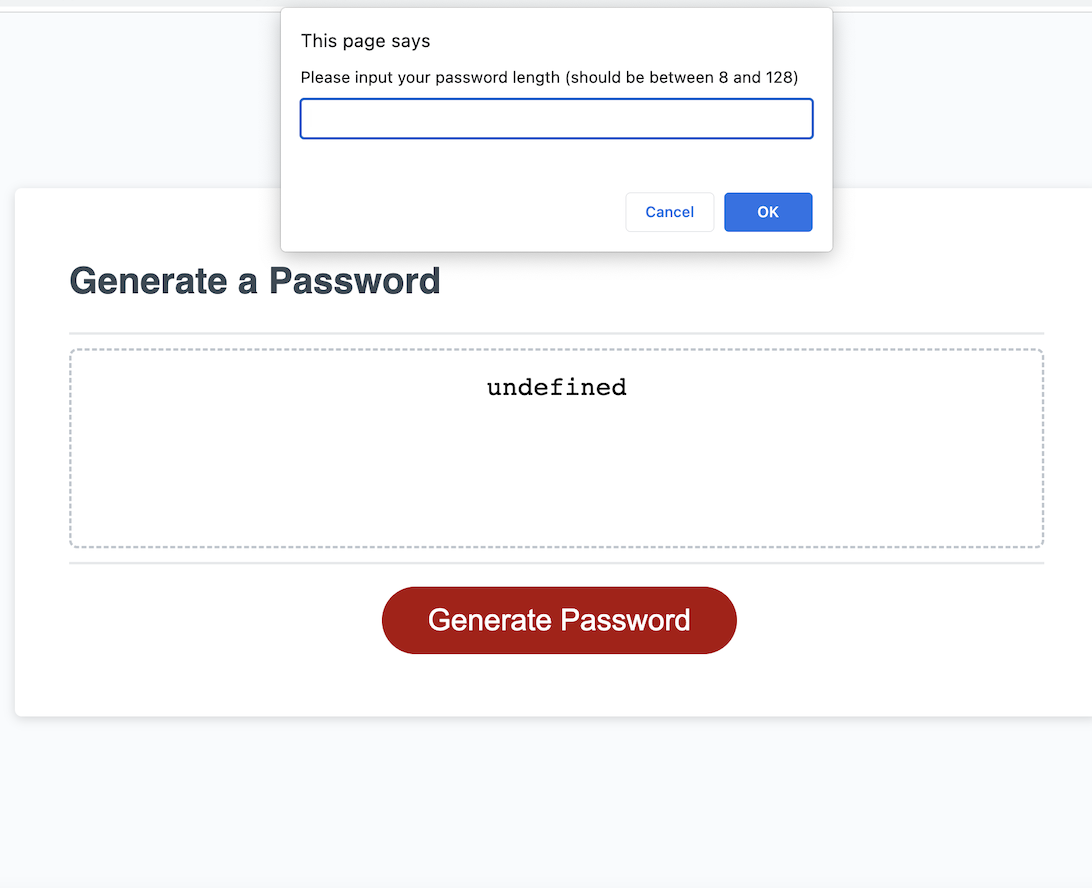 This page says
Please input your password length (should be between 8 and 128)
Cancel
OK
Generate a Password
undefined
Generate Password